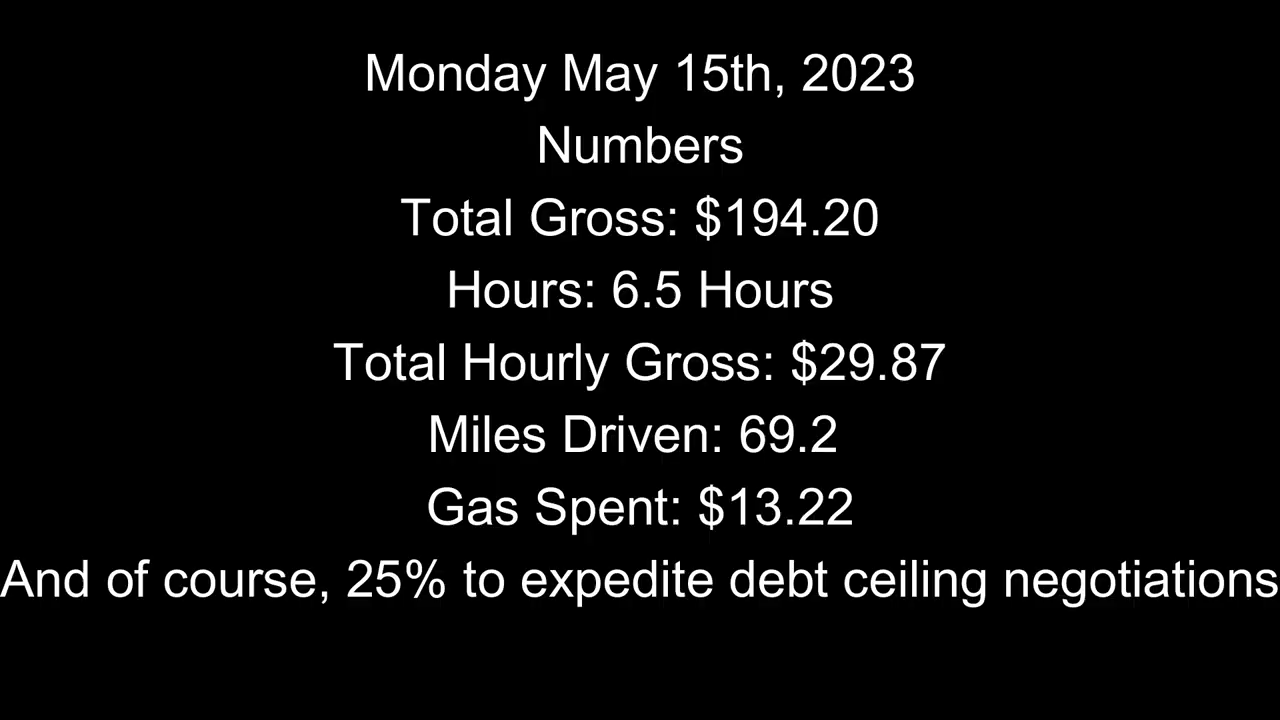 Monday May 15th, 2023
Numbers
Total Gross: $194.20
Hours: 6.5 Hours
Total Hourly Gross: $29.87
Miles Driven: 69.2
Gas Spent: $13.22
And of course, 25% to expedite debt ceiling negotiations